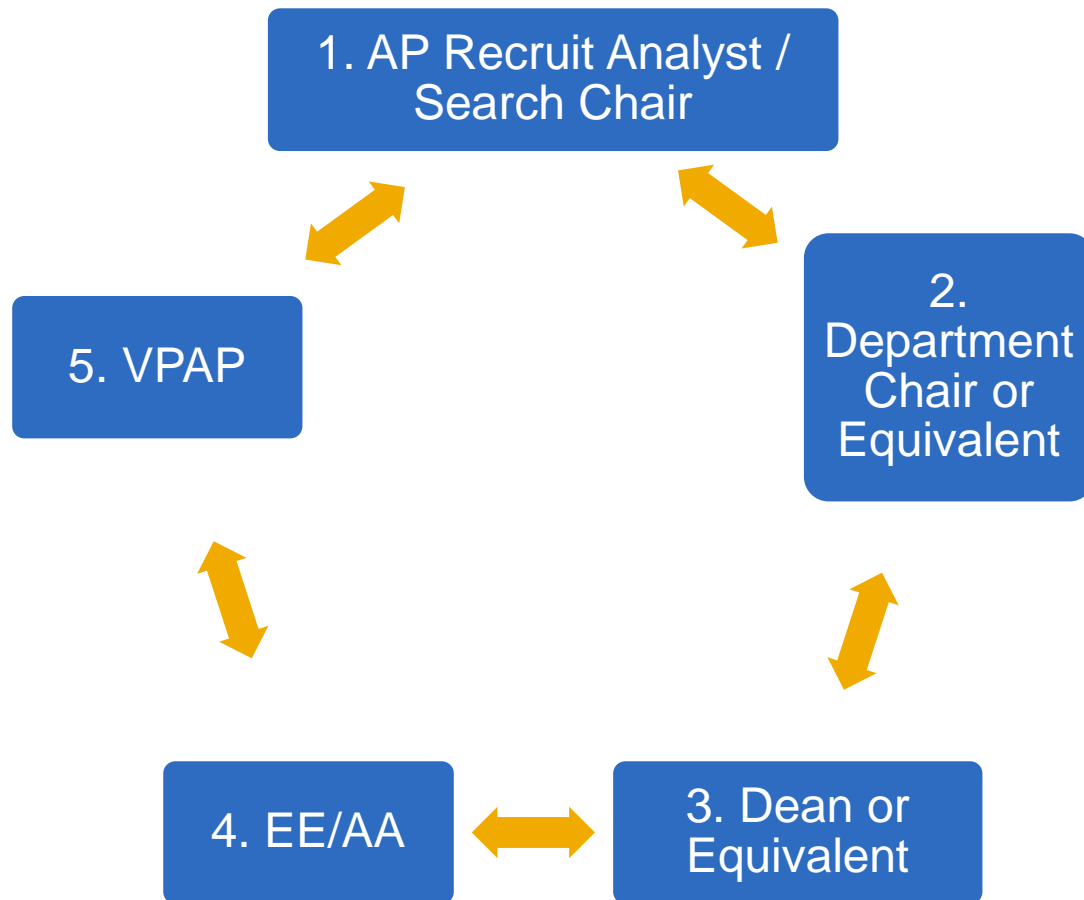 1. AP Recruit Analyst /
Search Chair
2.
Department
Chair or
Equivalent
3. Dean or
Equivalent
4. EE/AA
5. VPAP